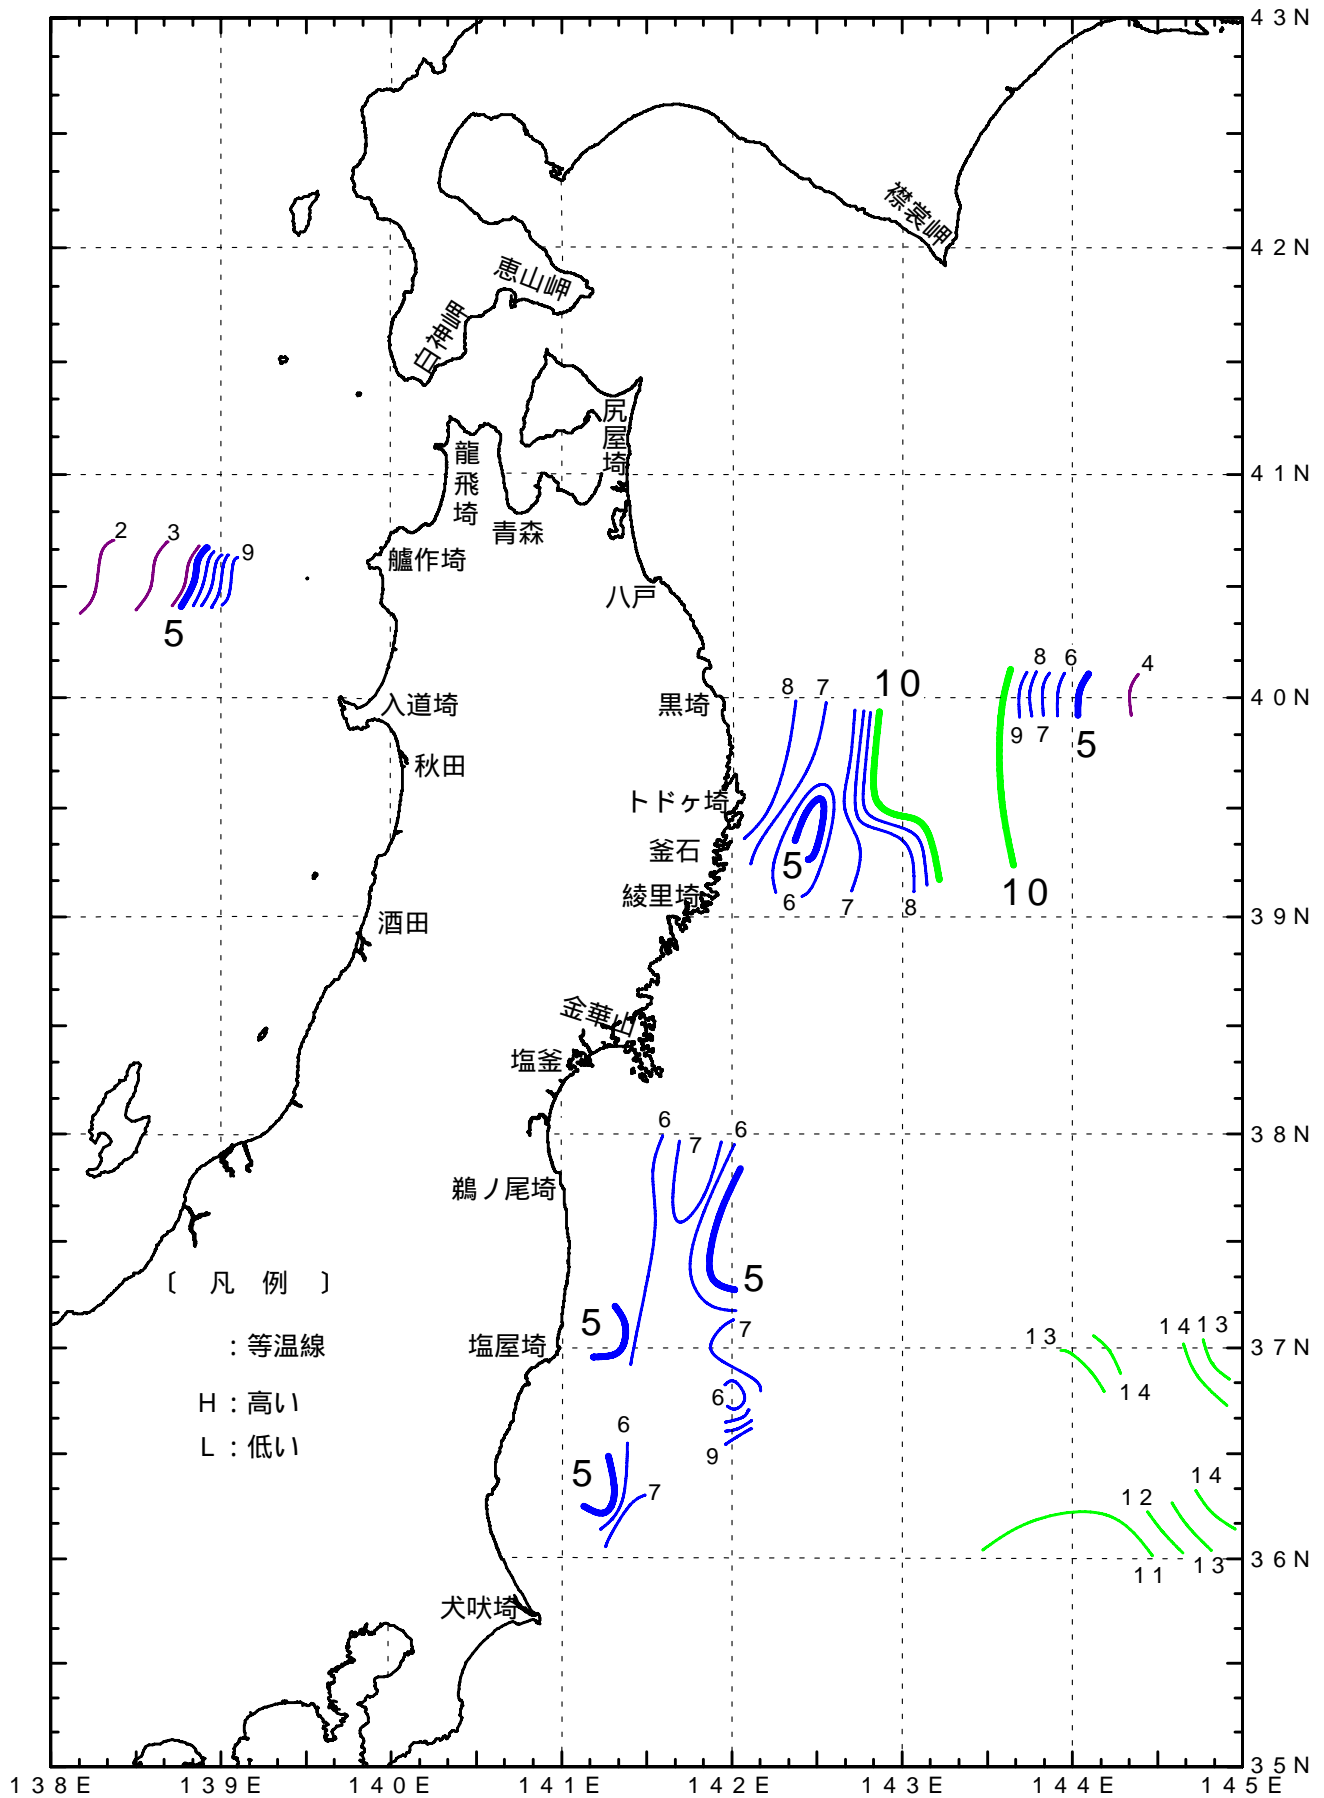 43N
襟裳岬
42N
恵山岬
白神岬
尻屋埼
龍飛埼
41N
青森
2
3
9
艫作埼
八戸
5
8
6
4
10
8
7
40N
入道埼
黒埼
9
7
5
秋田
トドヶ埼
釜石
5
10
綾里埼
6
7
8
39N
酒田
金華山
塩釜
6
7
6
38N
鵜ノ尾埼
〔 凡 例 〕
5
5
7
13
14
13
:等温線
塩屋埼
37N
14
H:高い
6
L:低い
6
9
5
7
14
12
36N
11
13
犬吠埼
35N
138E
139E
140E
141E
142E
143E
144E
145E